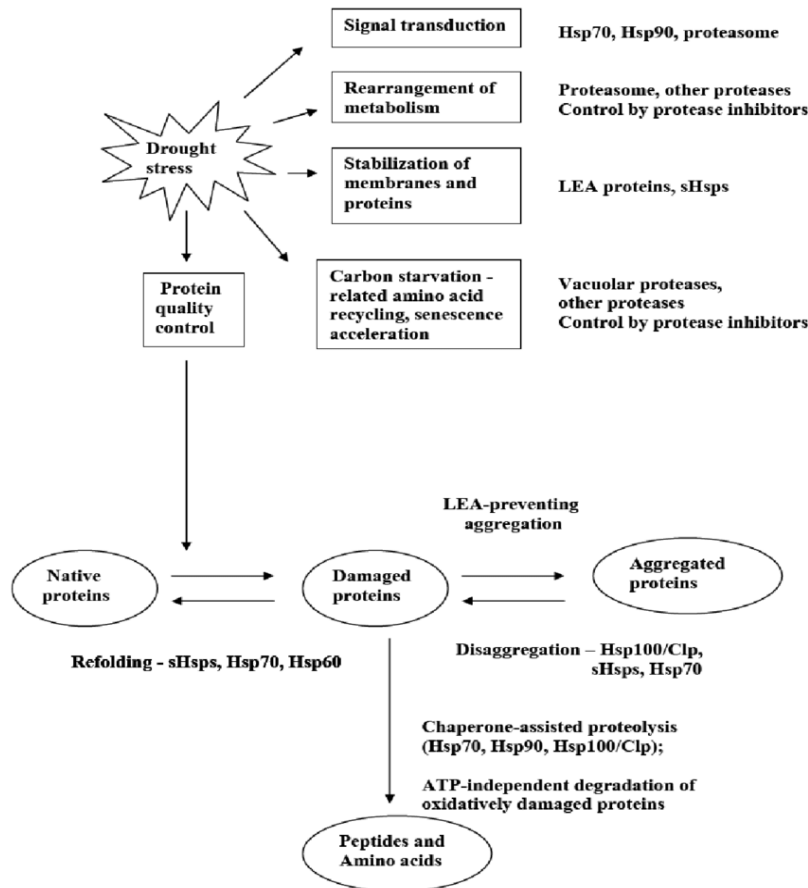 Signal transduction
Hsp70, Hsp90, proteasome
Rearrangement of
metabolism
Proteasome, other proteases
Control by protease inhibitors
Drought
stress
Stabilization of
membranes and
proteins
LEA proteins, sHsps
Protein
quality
control
Carbon starvation -
related amino acid
recycling, senescence
acceleration
Vacuolar proteases,
other proteases
Control by protease inhibitors
LEA-preventing
aggregation
Native
proteins
Damaged
proteins
Aggregated
proteins
Refolding - sHsps, Hsp70, Hsp60
Disaggregation – Hsp100/Clp,
sHsps, Hsp70
Chaperone-assisted proteolysis
(Hsp70, Hsp90, Hsp100/Clp);
ATP-independent degradation of
oxidatively damaged proteins
Peptides and
Amino acids